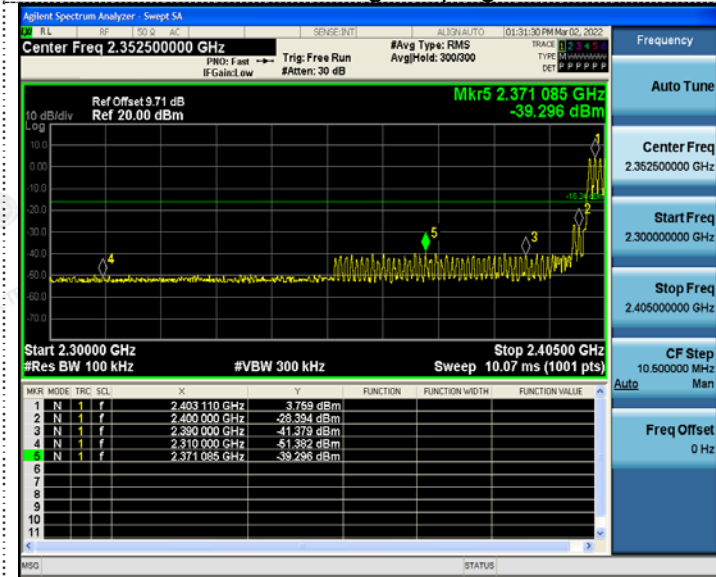 Agilent Spectrum Analyzer - Swept SA
RL RF 50 Ω AC SENSE:INT ALIGN AUTO 01:31:30 PM Mar 02, 2022
Center Freq 2.352500000 GHz #Avg Type: RMS TRACE 1 2 3 4 5 6
PNO: Fast Trig: Free Run Avg|Hold: 300/300 TYPE M
IFGain:Low #Atten: 30 dB DET P P P P P P
Ref Offset 9.71 dB Mkr5 2.371 085 GHz
10 dB/div Ref 20.00 dBm -39.296 dBm
Log
10.0
0.00
-10.0
-20.0
-30.0
-40.0
-50.0
-60.0
-70.0
1
-16.24 dBm
2
5
3
4
Start 2.30000 GHz Stop 2.40500 GHz
#Res BW 100 kHz #VBW 300 kHz Sweep 10.07 ms (1001 pts)
MKR MODE TRC SCL X Y FUNCTION FUNCTION WIDTH FUNCTION VALUE
1 N 1 f 2.403 110 GHz 3.759 dBm
2 N 1 f 2.400 000 GHz -28.394 dBm
3 N 1 f 2.390 000 GHz -41.379 dBm
4 N 1 f 2.310 000 GHz -51.382 dBm
5 N 1 f 2.371 085 GHz -39.296 dBm
6
7
8
9
10
11
MSG STATUS
Frequency
Auto Tune
Center Freq
2.352500000 GHz
Start Freq
2.300000000 GHz
Stop Freq
2.405000000 GHz
CF Step
10.500000 MHz
Auto Man
Freq Offset
0 Hz